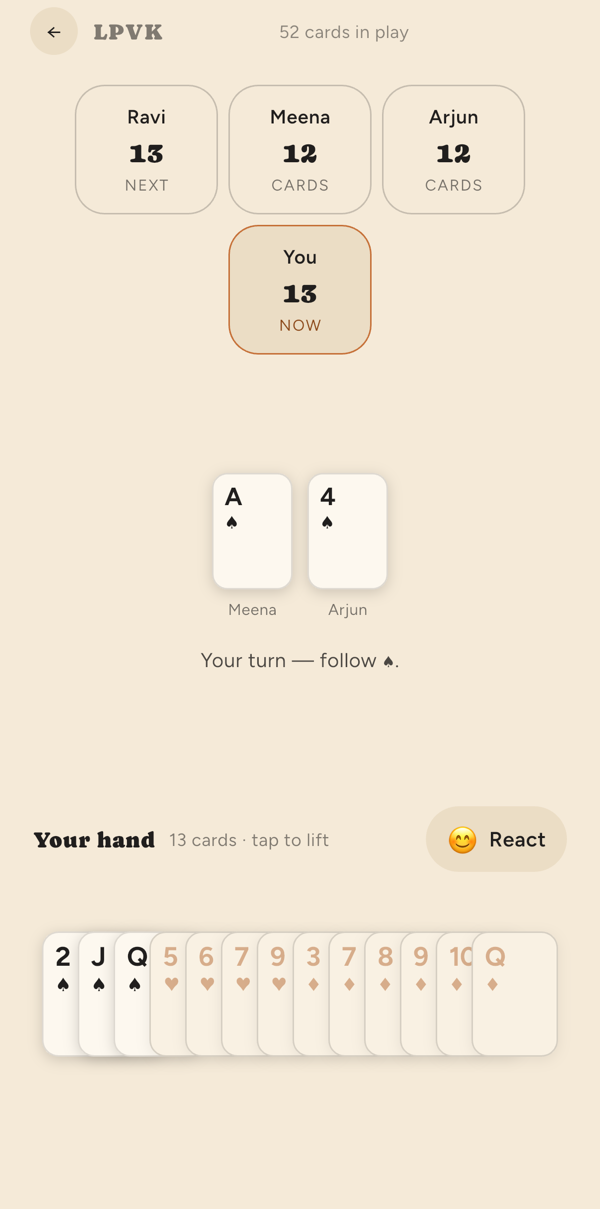 ← LPVK 52 cards in play
Ravi Meena Arjun
13 12 12
NEXT CARDS CARDS
You
13
NOW
A 4
♠ ♠
Meena Arjun
Your turn — follow ♠.
Your hand 13 cards · tap to lift 😊 React
2 J Q 5 6 7 9 3 7 8 9 10 Q
♠ ♠ ♠ ♥ ♥ ♥ ♥ ♦ ♦ ♦ ♦ ♦ ♦